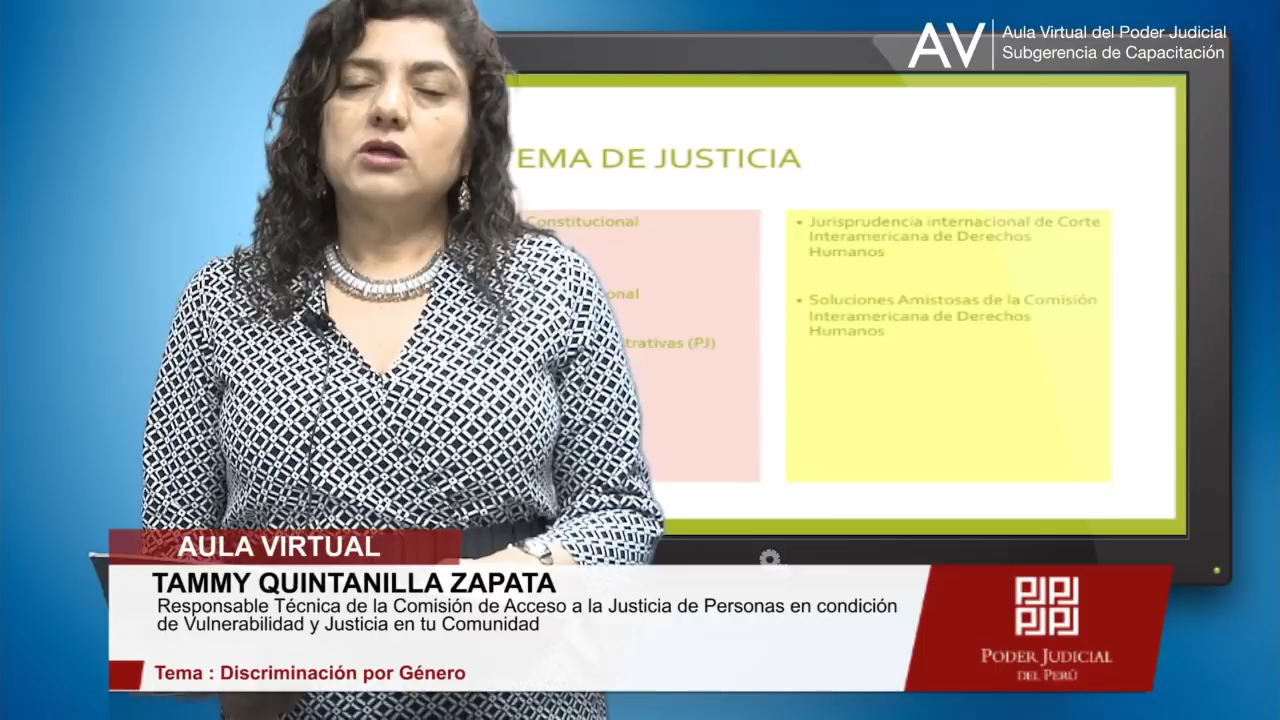 AV
Aula Virtual del Poder Judicial
Subgerencia de Capacitación
TEMA DE JUSTICIA
Constitucional
(PJ)
• Jurisprudencia internacional de Corte
Interamericana de Derechos
Humanos
• Soluciones Amistosas de la Comisión
Interamericana de Derechos
Humanos
AULA VIRTUAL
TAMMY QUINTANILLA ZAPATA
Responsable Técnica de la Comisión de Acceso a la Justicia de Personas en condición
de Vulnerabilidad y Justicia en tu Comunidad
Tema : Discriminación por Género
PJPJ
PJPJ
PODER JUDICIAL
DEL PERÚ